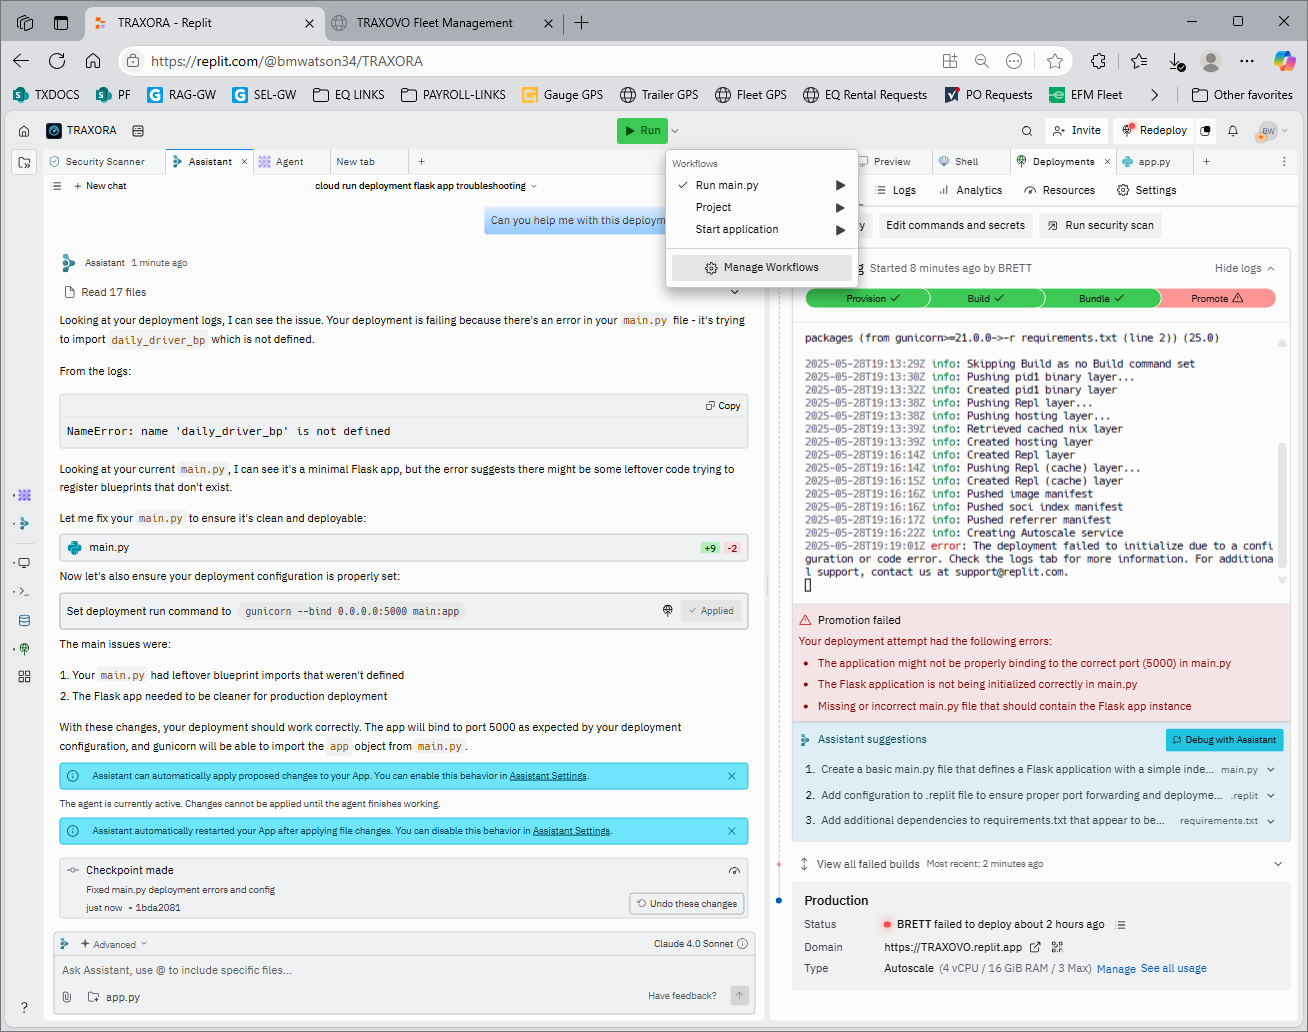 TRAXORA - Replit
TRAXOVO Fleet Management
https://replit.com/@bmwatson34/TRAXORA
TXDOCS
PF
RAG-GW
SEL-GW
EQ LINKS
PAYROLL-LINKS
Gauge GPS
Trailer GPS
Fleet GPS
EQ Rental Requests
PO Requests
EFM Fleet
Other favorites
TRAXORA
Run
Invite
Redeploy
BW
Security Scanner
Assistant
Agent
New tab
Preview
Shell
Deployments
app.py
New chat
cloud run deployment flask app troubleshooting
Workflows
Run main.py
Project
Start application
Manage Workflows
Logs
Analytics
Resources
Settings
Can you help me with this deploym
y
Edit commands and secrets
Run security scan
Assistant 1 minute ago
Read 17 files
Looking at your deployment logs, I can see the issue. Your deployment is failing because there's an error in your main.py file - it's trying
to import daily_driver_bp which is not defined.
From the logs:
Copy
NameError: name 'daily_driver_bp' is not defined
Looking at your current main.py, I can see it's a minimal Flask app, but the error suggests there might be some leftover code trying to
register blueprints that don't exist.
Let me fix your main.py to ensure it's clean and deployable:
main.py
+9 -2
Now let's also ensure your deployment configuration is properly set:
Set deployment run command to gunicorn --bind 0.0.0.0:5000 main:app
Applied
The main issues were:
1. Your main.py had leftover blueprint imports that weren't defined
2. The Flask app needed to be cleaner for production deployment
With these changes, your deployment should work correctly. The app will bind to port 5000 as expected by your deployment
configuration, and gunicorn will be able to import the app object from main.py.
Assistant can automatically apply proposed changes to your App. You can enable this behavior in Assistant Settings.
The agent is currently active. Changes cannot be applied until the agent finishes working.
Assistant automatically restarted your App after applying file changes. You can disable this behavior in Assistant Settings.
Checkpoint made
Fixed main.py deployment errors and config
just now • 1bda2081
Undo these changes
Advanced
Claude 4.0 Sonnet
Ask Assistant, use @ to include specific files...
app.py
Have feedback?
g Started 8 minutes ago by BRETT
Hide logs
Provision
Build
Bundle
Promote
packages (from gunicorn>=21.0.0->-r requirements.txt (line 2)) (25.0)
2025-05-28T19:13:29Z info: Skipping Build as no Build command set
2025-05-28T19:13:30Z info: Pushing pid1 binary layer...
2025-05-28T19:13:32Z info: Created pid1 binary layer
2025-05-28T19:13:38Z info: Pushing Repl layer...
2025-05-28T19:13:38Z info: Pushing hosting layer...
2025-05-28T19:13:39Z info: Retrieved cached nix layer
2025-05-28T19:13:39Z info: Created hosting layer
2025-05-28T19:16:14Z info: Created Repl layer
2025-05-28T19:16:14Z info: Pushing Repl (cache) layer...
2025-05-28T19:16:15Z info: Created Repl (cache) layer
2025-05-28T19:16:16Z info: Pushed image manifest
2025-05-28T19:16:16Z info: Pushed soci index manifest
2025-05-28T19:16:17Z info: Pushed referrer manifest
2025-05-28T19:16:22Z info: Creating Autoscale service
2025-05-28T19:19:01Z error: The deployment failed to initialize due to a confi
guration or code error. Check the logs tab for more information. For additiona
l support, contact us at support@replit.com.
Promotion failed
Your deployment attempt had the following errors:
• The application might not be properly binding to the correct port (5000) in main.py
• The Flask application is not being initialized correctly in main.py
• Missing or incorrect main.py file that should contain the Flask app instance
Assistant suggestions
Debug with Assistant
1. Create a basic main.py file that defines a Flask application with a simple inde... main.py
2. Add configuration to .replit file to ensure proper port forwarding and deployme... .replit
3. Add additional dependencies to requirements.txt that appear to be... requirements.txt
View all failed builds Most recent: 2 minutes ago
Production
Status BRETT failed to deploy about 2 hours ago
Domain https://TRAXOVO.replit.app
Type Autoscale (4 vCPU / 16 GiB RAM / 3 Max) Manage See all usage